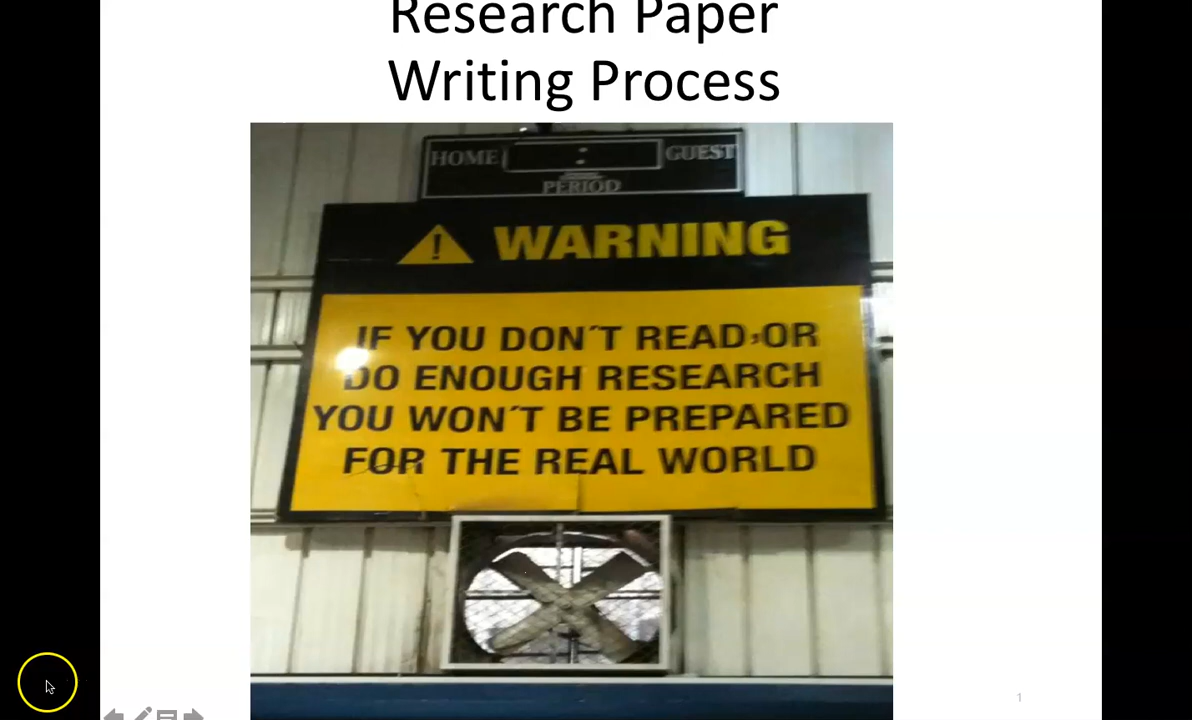 Research Paper
Writing Process
HOME
GUEST
PERIOD
! WARNING
IF YOU DON´T READ,OR
DO ENOUGH RESEARCH
YOU WON´T BE PREPARED
FOR THE REAL WORLD
1